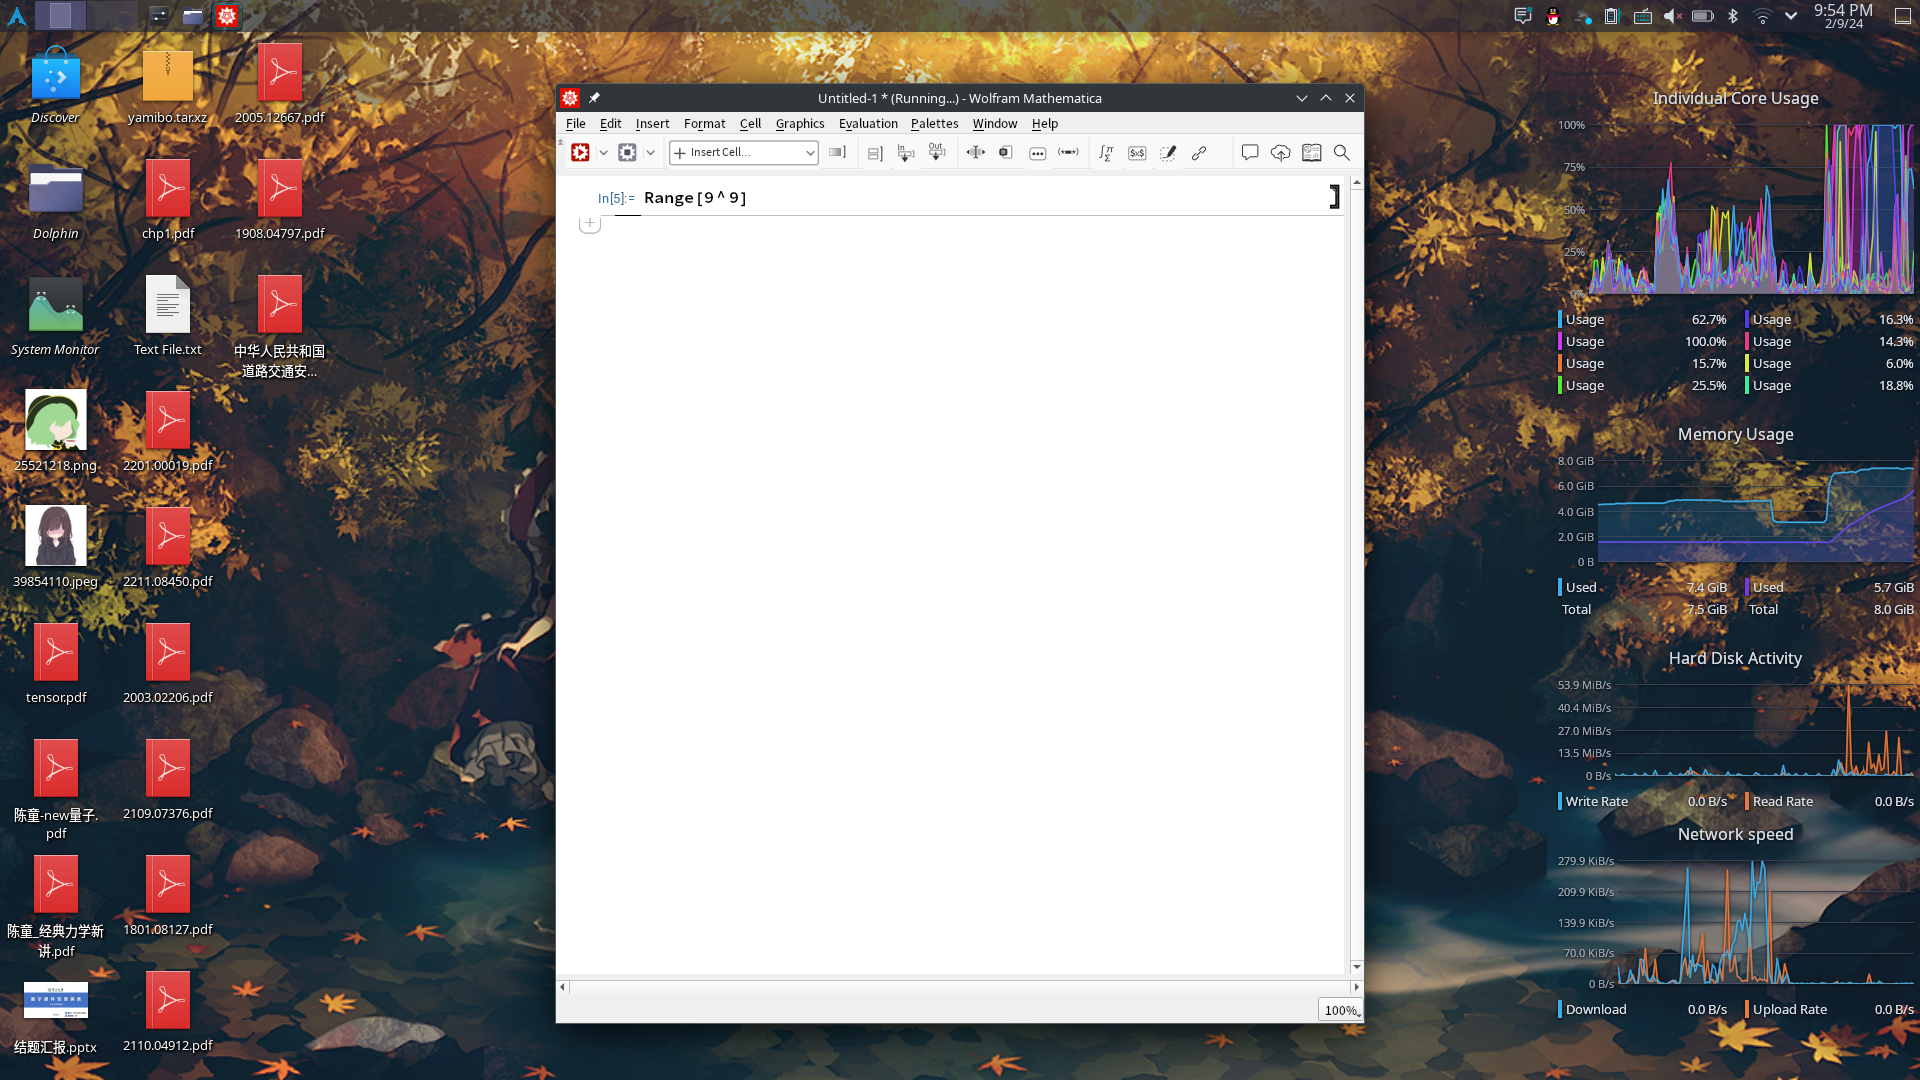 9:54 PM
2/9/24
Discover
yamibo.tar.xz
2005.12667.pdf
Dolphin
chp1.pdf
1908.04797.pdf
System Monitor
Text File.txt
中华人民共和国
道路交通安...
25521218.png
2201.00019.pdf
39854110.jpeg
2211.08450.pdf
tensor.pdf
2003.02206.pdf
陈童-new量子.
pdf
2109.07376.pdf
陈童_经典力学新
讲.pdf
1801.08127.pdf
结题汇报.pptx
2110.04912.pdf
Untitled-1 * (Running...) - Wolfram Mathematica
File Edit Insert Format Cell Graphics Evaluation Palettes Window Help
Insert Cell...
In Out
In[5]:= Range[9^9]
100%
Individual Core Usage
100%
75%
50%
25%
0%
Usage 62.7% Usage 16.3%
Usage 100.0% Usage 14.3%
Usage 15.7% Usage 6.0%
Usage 25.5% Usage 18.8%
Memory Usage
8.0 GiB
6.0 GiB
4.0 GiB
2.0 GiB
0 B
Used 7.4 GiB Used 5.7 GiB
Total 7.5 GiB Total 8.0 GiB
Hard Disk Activity
53.9 MiB/s
40.4 MiB/s
27.0 MiB/s
13.5 MiB/s
0 B/s
Write Rate 0.0 B/s Read Rate 0.0 B/s
Network speed
279.9 KiB/s
209.9 KiB/s
139.9 KiB/s
70.0 KiB/s
0 B/s
Download 0.0 B/s Upload Rate 0.0 B/s